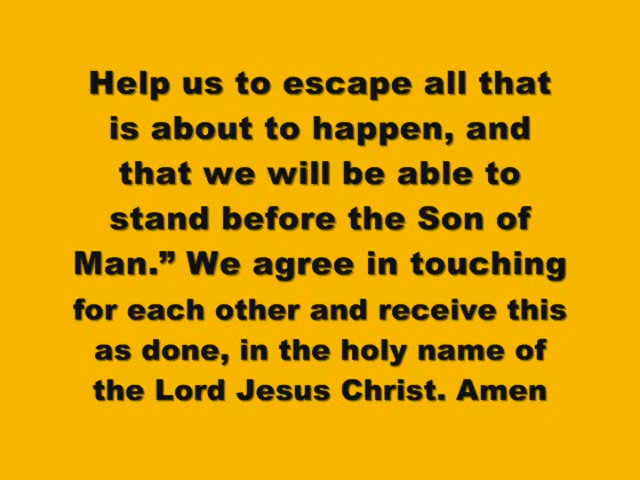 Help us to escape all that
is about to happen, and
that we will be able to
stand before the Son of
Man.” We agree in touching
for each other and receive this
as done, in the holy name of
the Lord Jesus Christ. Amen